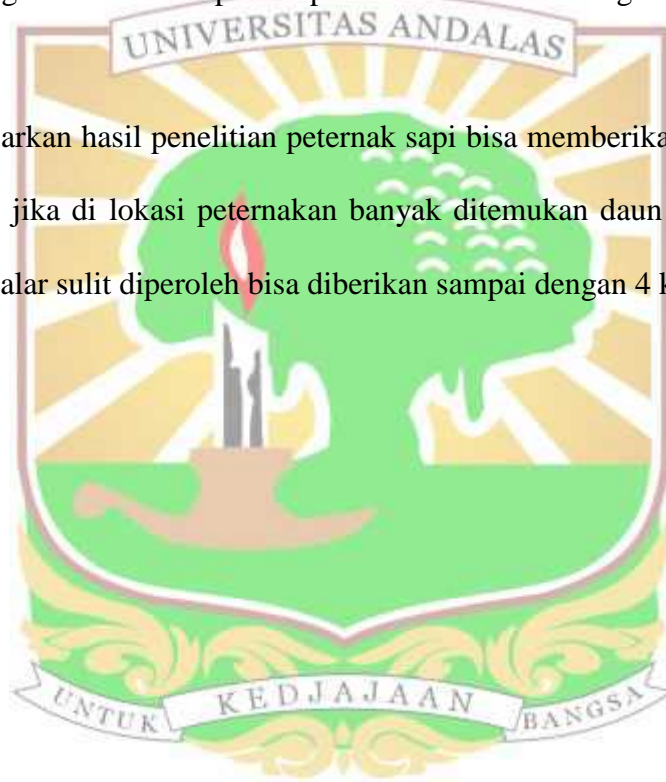 UNIVERSITAS ANDALAS
arkan hasil penelitian peternak sapi bisa memberika
jika di lokasi peternakan banyak ditemukan daun
alar sulit diperoleh bisa diberikan sampai dengan 4 k
UNTUK KEDJAJAAN BANGSA